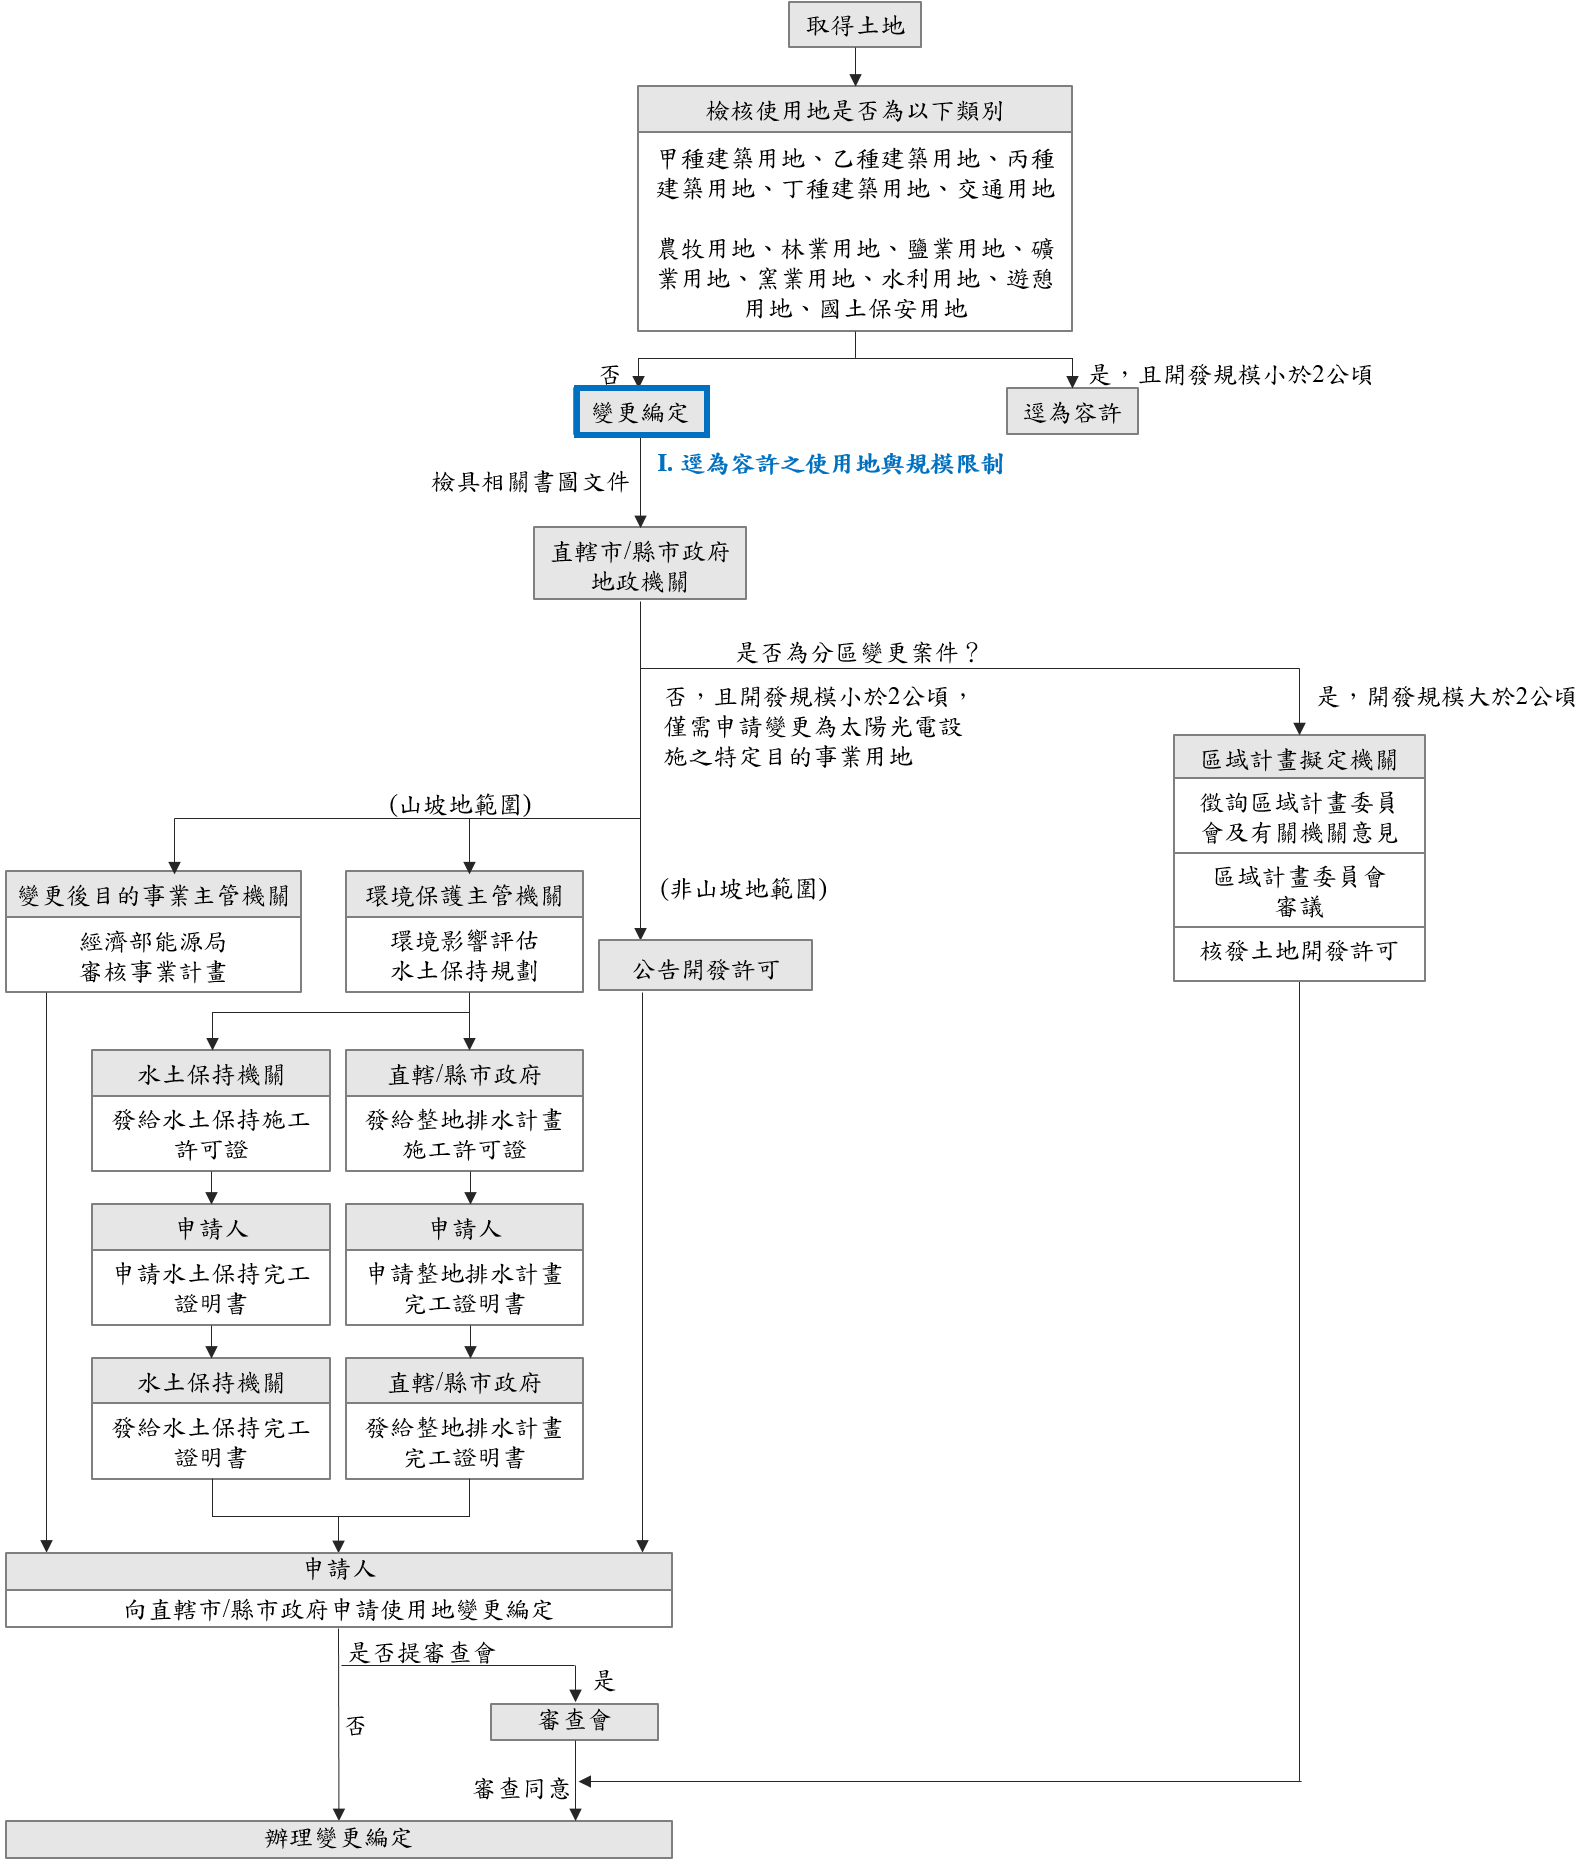 取得土地
檢核使用地是否為以下類別
甲種建築用地、乙種建築用地、丙種
建築用地、丁種建築用地、交通用地
農牧用地、林業用地、鹽業用地、礦
業用地、窯業用地、水利用地、遊憩
用地、國土保安用地
否
是，且開發規模小於2公頃
變更編定
逕為容許
I. 逕為容許之使用地與規模限制
檢具相關書圖文件
直轄市/縣市政府
地政機關
是否為分區變更案件？
否，且開發規模小於2公頃，
僅需申請變更為太陽光電設
施之特定目的事業用地
是，開發規模大於2公頃
區域計畫擬定機關
徵詢區域計畫委員
會及有關機關意見
區域計畫委員會
審議
核發土地開發許可
(山坡地範圍)
(非山坡地範圍)
變更後目的事業主管機關
經濟部能源局
審核事業計畫
環境保護主管機關
環境影響評估
水土保持規劃
公告開發許可
水土保持機關
發給水土保持施工
許可證
直轄/縣市政府
發給整地排水計畫
施工許可證
申請人
申請水土保持完工
證明書
申請人
申請整地排水計畫
完工證明書
水土保持機關
發給水土保持完工
證明書
直轄/縣市政府
發給整地排水計畫
完工證明書
申請人
向直轄市/縣市政府申請使用地變更編定
是否提審查會
是
否
審查會
審查同意
辦理變更編定